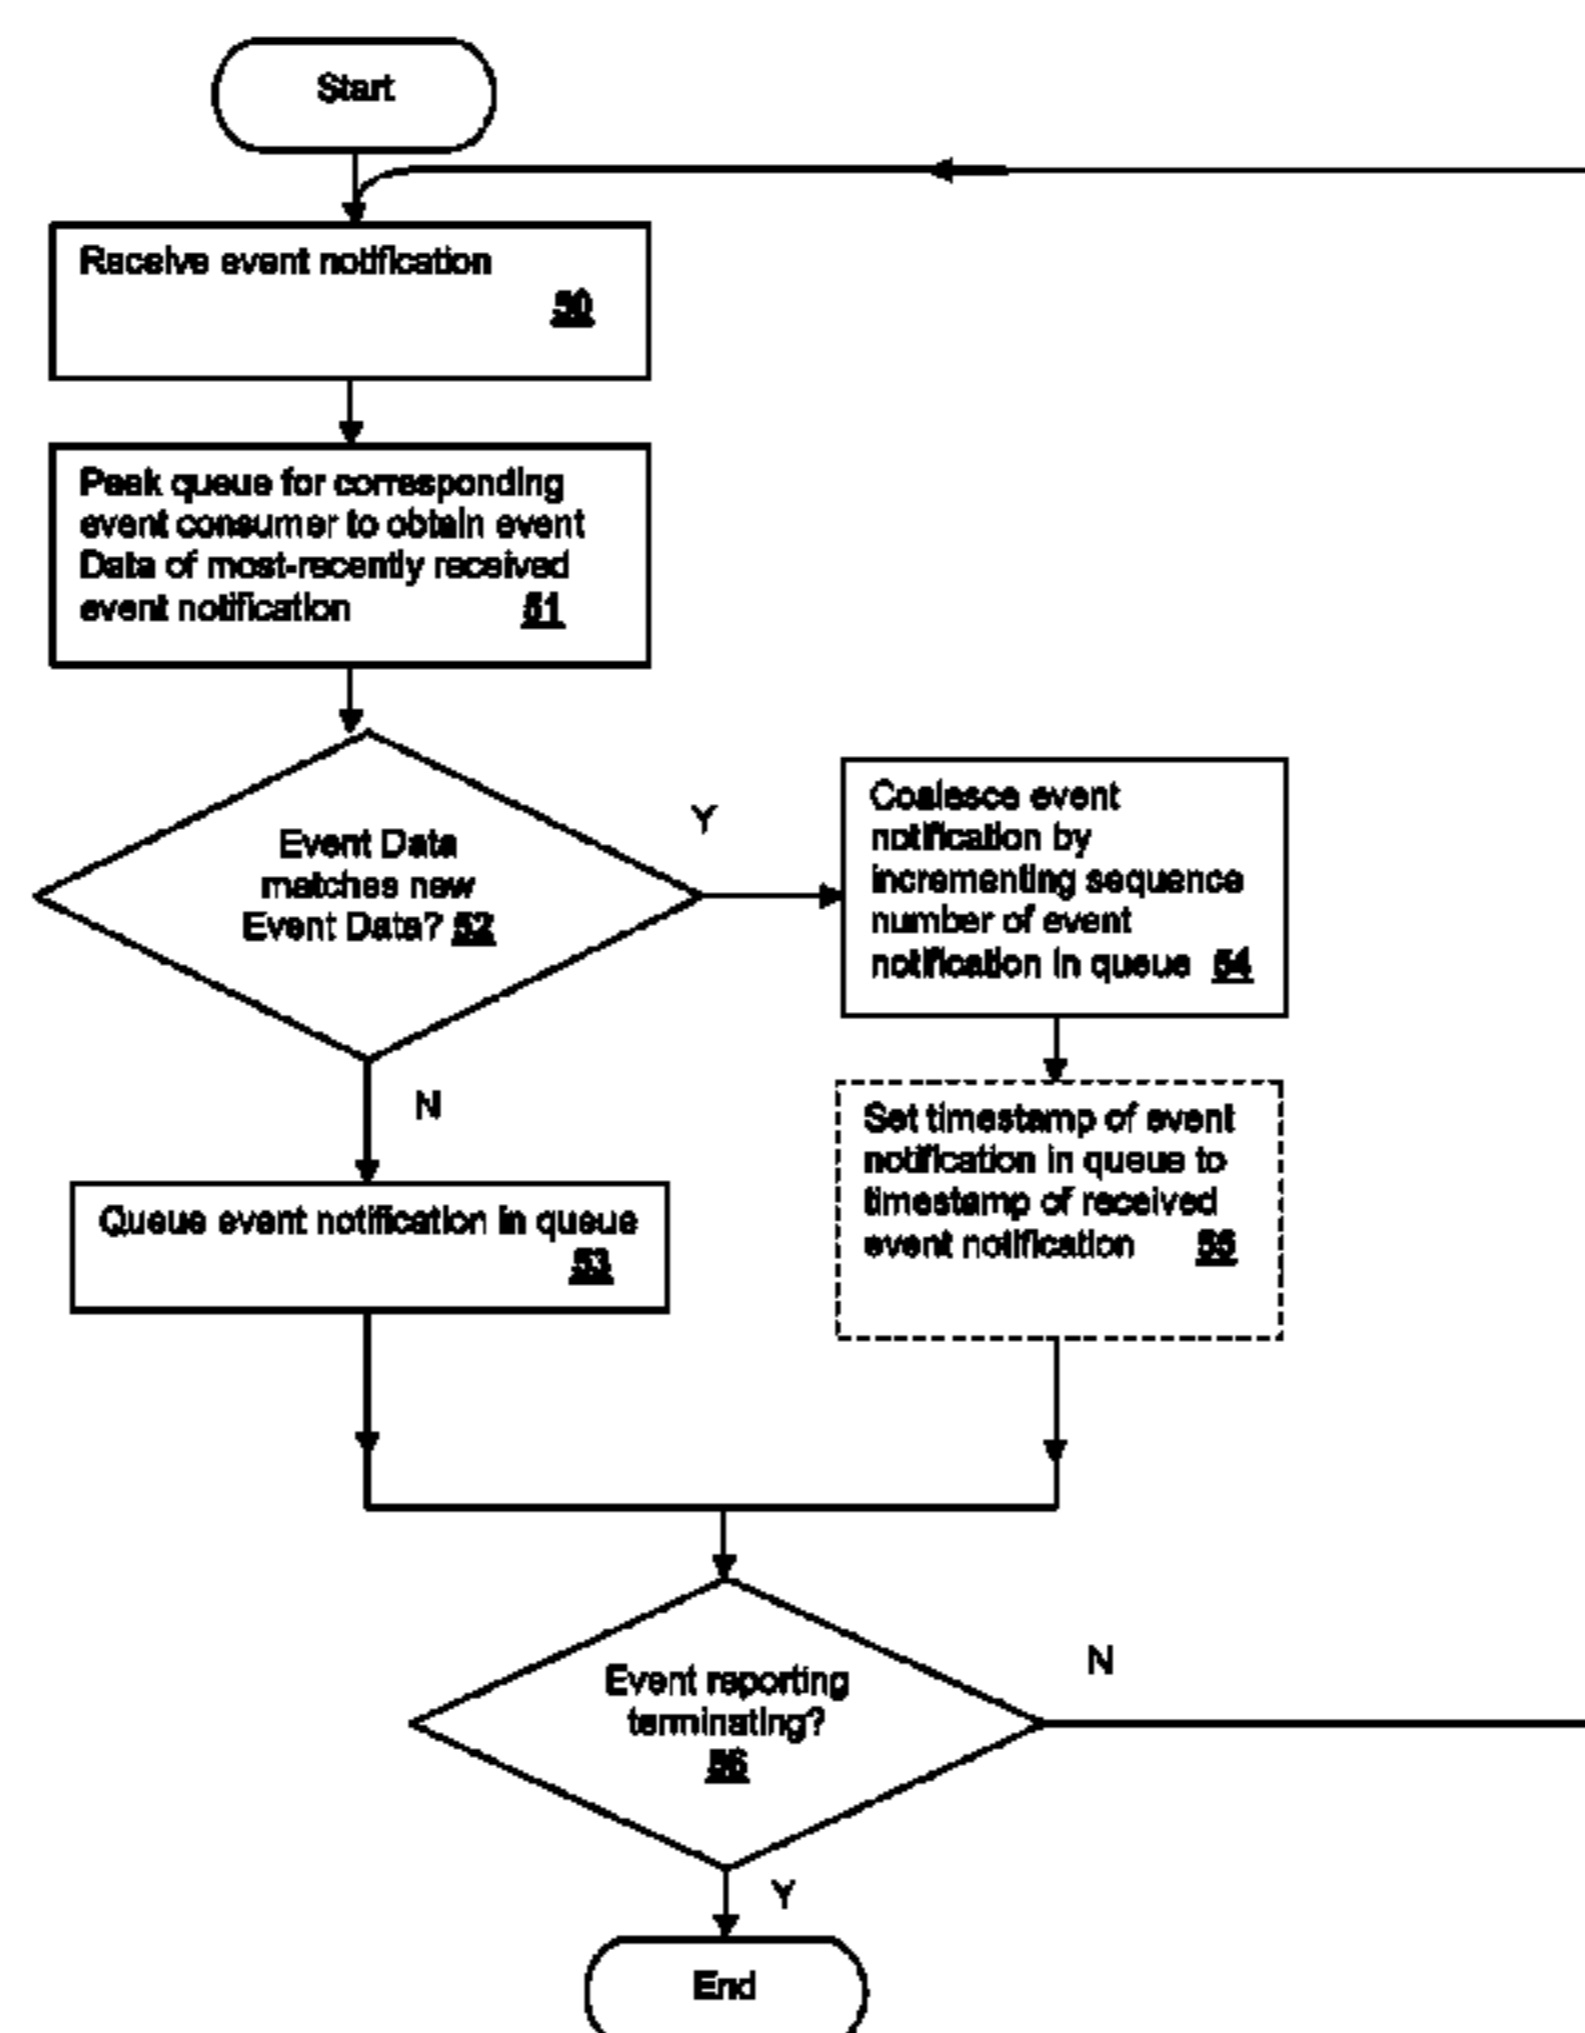 Start
Receive event notification
50
Peak queue for corresponding
event consumer to obtain event
Data of most-recently received
event notification 51
Event Data
matches new
Event Data? 52
Y
Coalesce event
notification by
incrementing sequence
number of event
notification in queue 54
N
Set timestamp of event
notification in queue to
timestamp of received
event notification 55
Queue event notification in queue
53
Event reporting
terminating?
56
N
Y
End